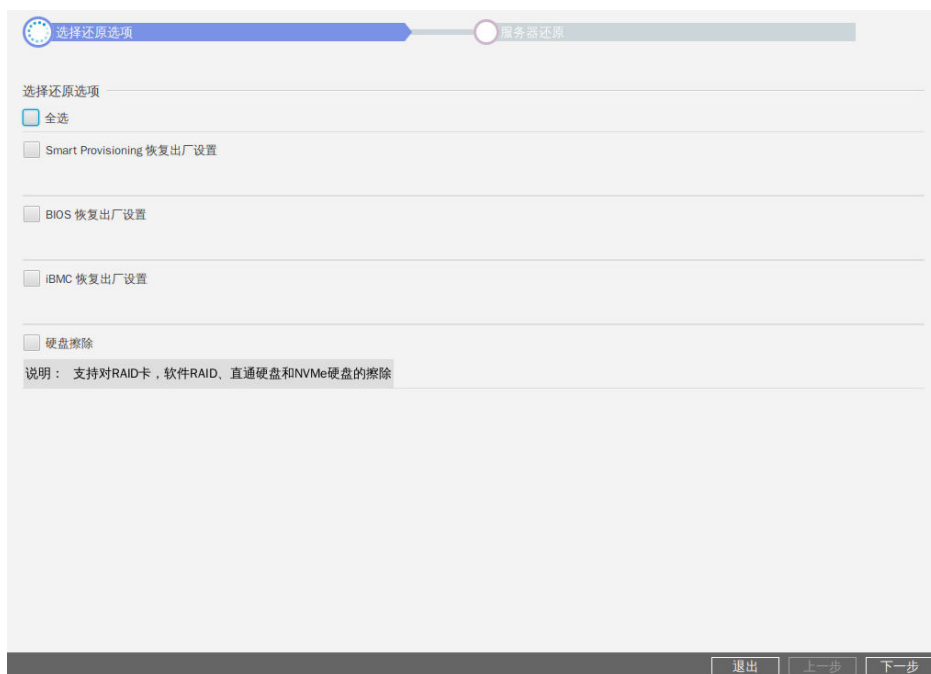 选择还原选项 服务器还原
选择还原选项
全选
Smart Provisioning 恢复出厂设置
BIOS 恢复出厂设置
iBMC 恢复出厂设置
硬盘擦除
说明： 支持对RAID卡，软件RAID、直通硬盘和NVMe硬盘的擦除
退出 上一步 下一步